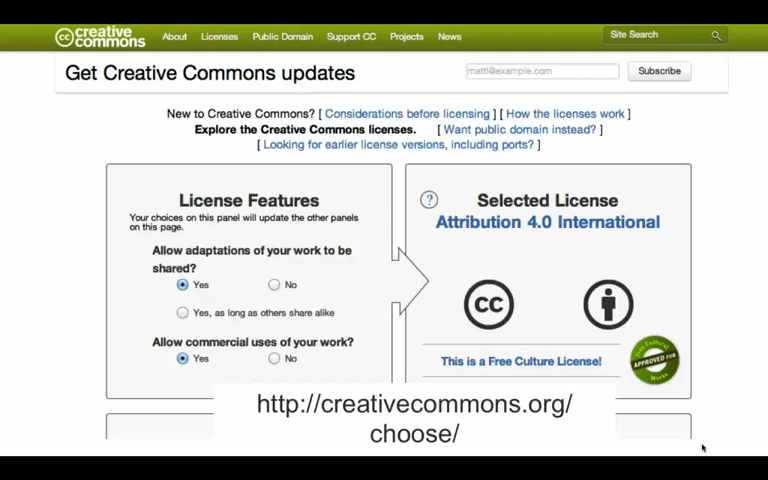 creative commons
About Licenses Public Domain Support CC Projects News
Site Search
Get Creative Commons updates
mattl@example.com
Subscribe
New to Creative Commons? [ Considerations before licensing ] [ How the licenses work ]
Explore the Creative Commons licenses. [ Want public domain instead? ]
[ Looking for earlier license versions, including ports? ]
License Features
Your choices on this panel will update the other panels
on this page.
Allow adaptations of your work to be
shared?
Yes No
Yes, as long as others share alike
Allow commercial uses of your work?
Yes No
?
Selected License
Attribution 4.0 International
cc
This is a Free Culture License!
Free Cultural
APPROVED FOR
Works
http://creativecommons.org/
choose/